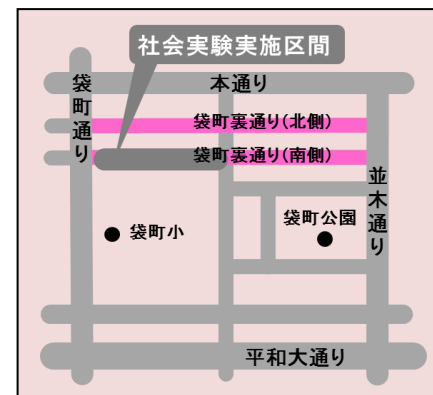 社会実験実施区間
本通り
袋町通り
袋町裏通り(北側)
袋町裏通り(南側)
並木通り
袋町公園
袋町小
平和大通り